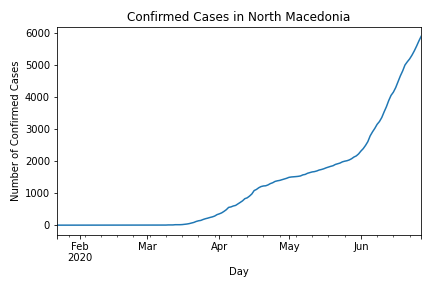 Confirmed Cases in North Macedonia
6000
5000
4000
3000
2000
1000
0
Number of Confirmed Cases
Feb
2020
Mar
Apr
May
Jun
Day